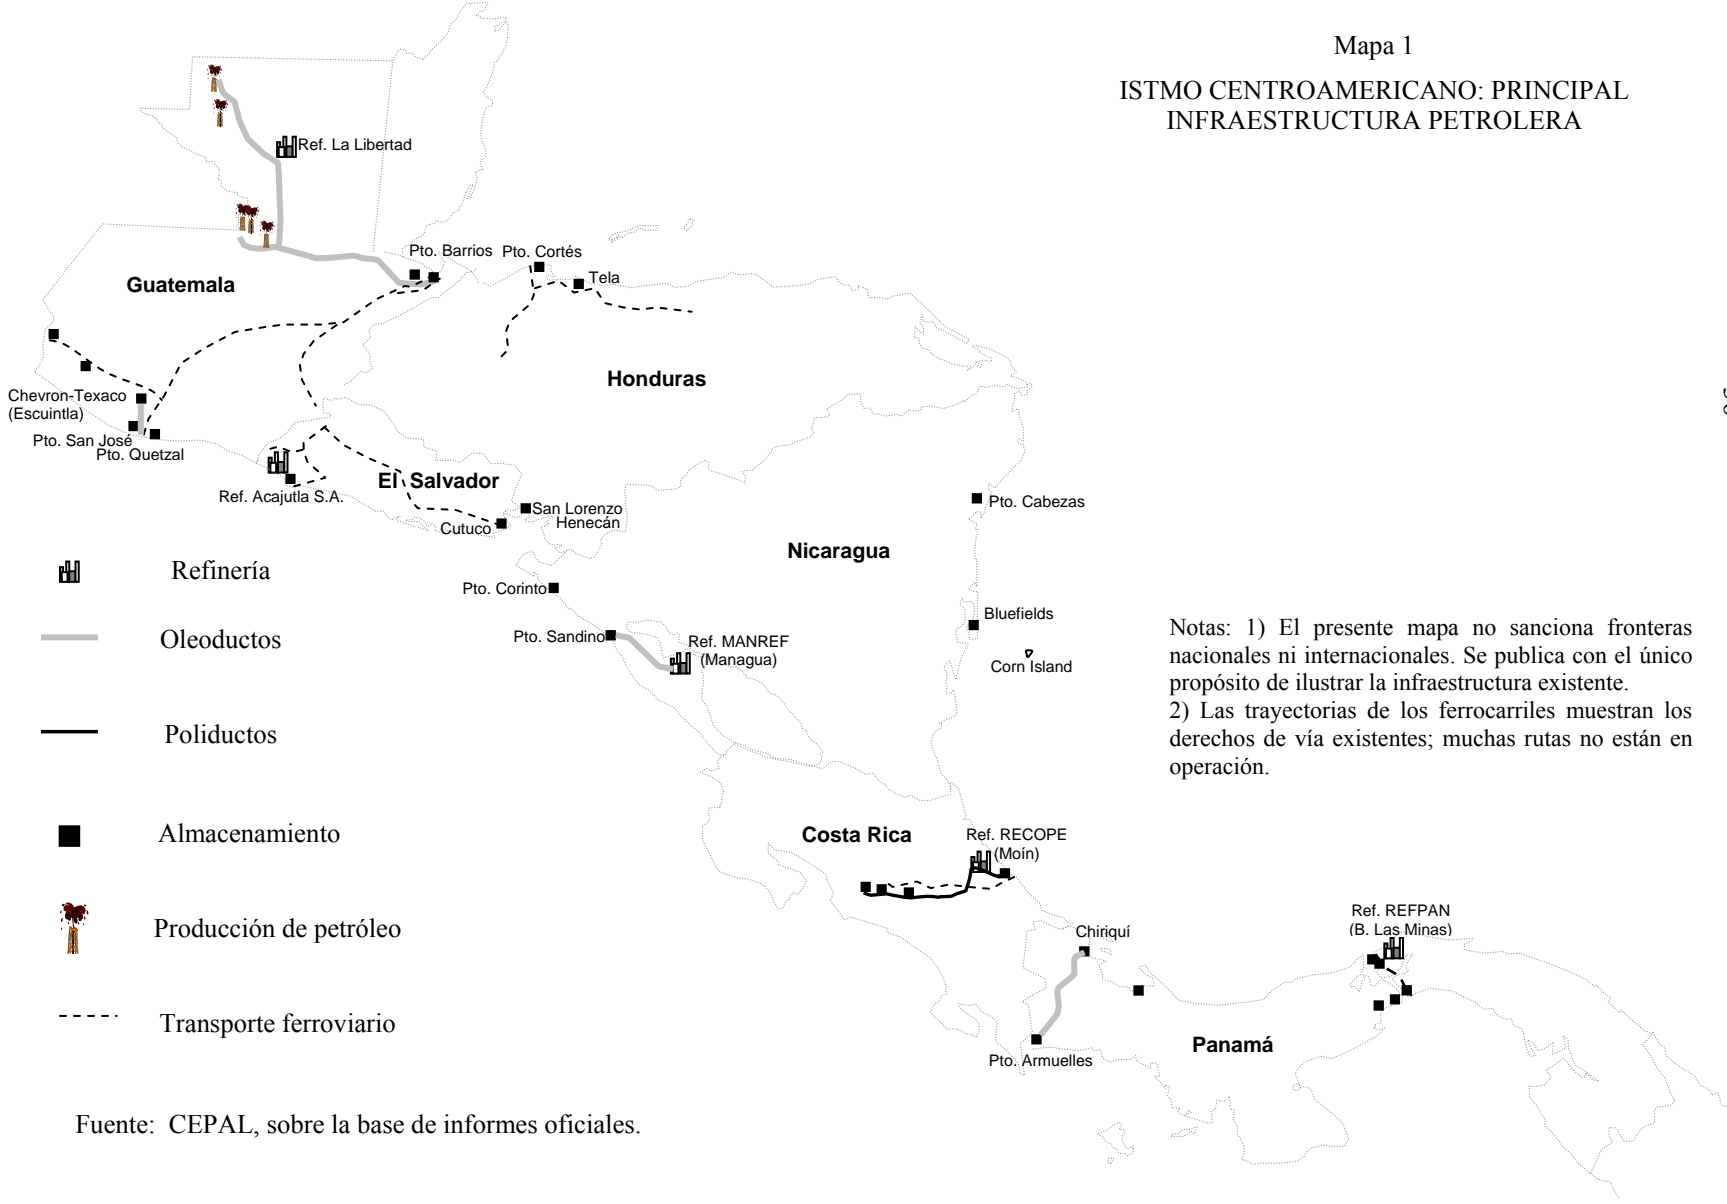 Mapa 1
ISTMO CENTROAMERICANO: PRINCIPAL
INFRAESTRUCTURA PETROLERA
Ref. La Libertad
Pto. Barrios
Pto. Cortés
Tela
Guatemala
Honduras
Chevron-Texaco
(Escuintla)
Pto. San José
Pto. Quetzal
Ref. Acajutla S.A.
El Salvador
San Lorenzo
Henecán
Cutuco
Pto. Cabezas
Nicaragua
Pto. Corinto
Pto. Sandino
Ref. MANREF
(Managua)
Bluefields
Corn Island
Refinería
Oleoductos
Poliductos
Almacenamiento
Producción de petróleo
Transporte ferroviario
Notas: 1) El presente mapa no sanciona fronteras
nacionales ni internacionales. Se publica con el único
propósito de ilustrar la infraestructura existente.
2) Las trayectorias de los ferrocarriles muestran los
derechos de vía existentes; muchas rutas no están en
operación.
Costa Rica
Ref. RECOPE
(Moín)
Chiriquí
Ref. REFPAN
(B. Las Minas)
Panamá
Pto. Armuelles
Fuente: CEPAL, sobre la base de informes oficiales.